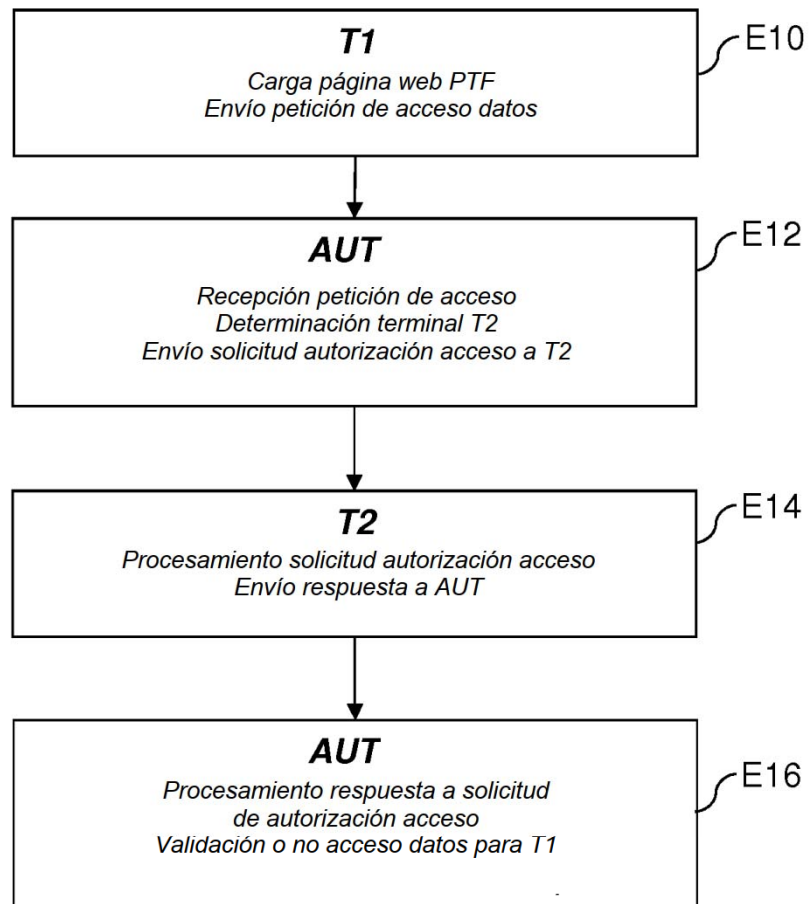 T1
E10
Carga página web PTF
Envío petición de acceso datos
AUT
E12
Recepción petición de acceso
Determinación terminal T2
Envío solicitud autorización acceso a T2
T2
E14
Procesamiento solicitud autorización acceso
Envío respuesta a AUT
AUT
E16
Procesamiento respuesta a solicitud
de autorización acceso
Validación o no acceso datos para T1